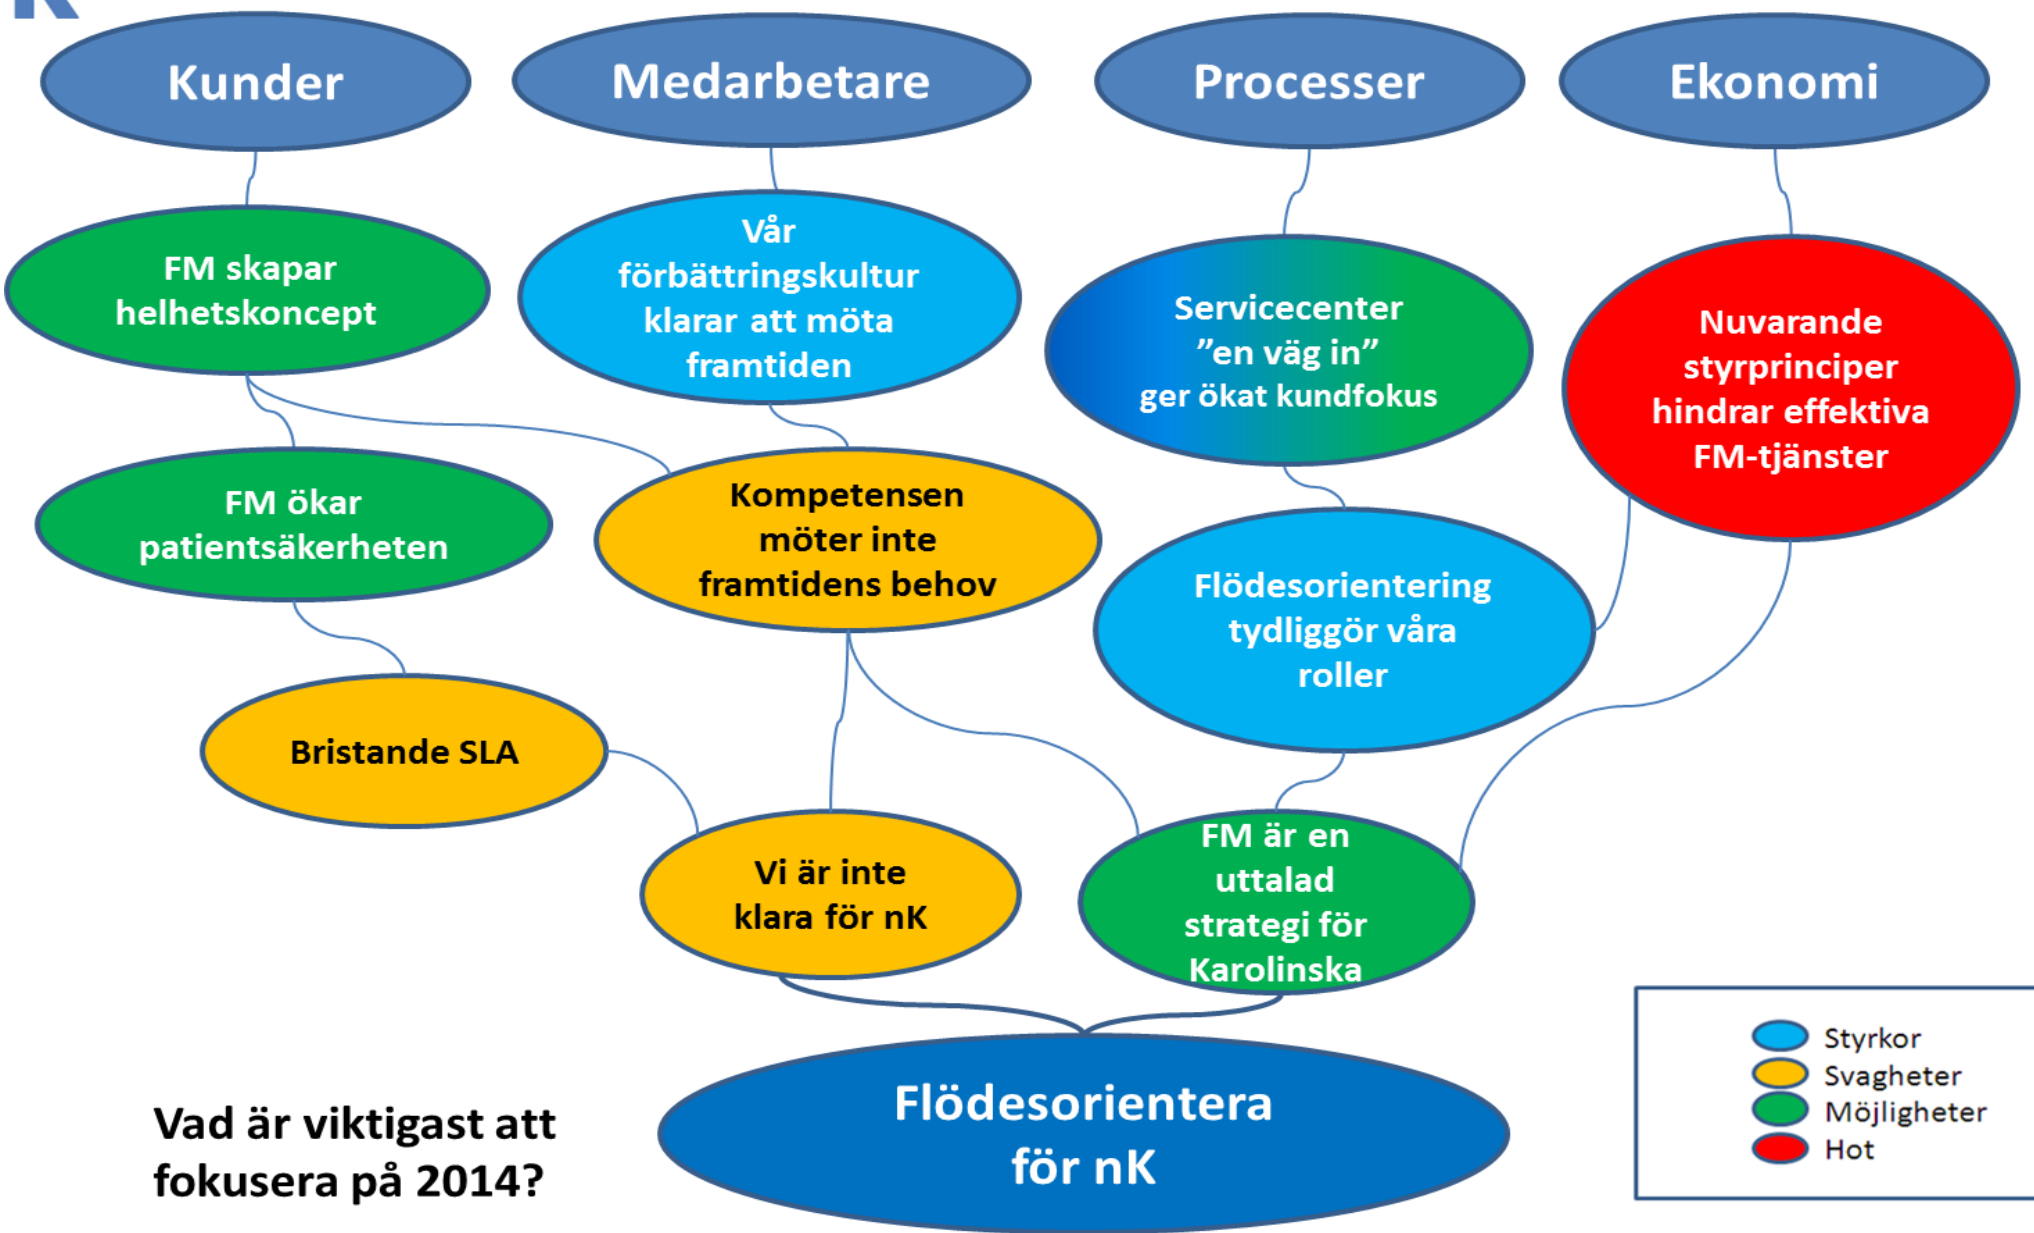 Kunder
Medarbetare
Processer
Ekonomi
FM skapar
helhetskoncept
Vår
förbättringskultur
klarar att möta
framtiden
Servicecenter
”en väg in”
ger ökat kundfokus
Nuvarande
styrprinciper
hindrar effektiva
FM-tjänster
FM ökar
patientsäkerheten
Kompetensen
möter inte
framtidens behov
Flödesorientering
tydliggör våra
roller
Bristande SLA
Vi är inte
klara för nK
FM är en
uttalad
strategi för
Karolinska
Flödesorientera
för nK
Vad är viktigast att
fokusera på 2014?
Styrkor
Svagheter
Möjligheter
Hot